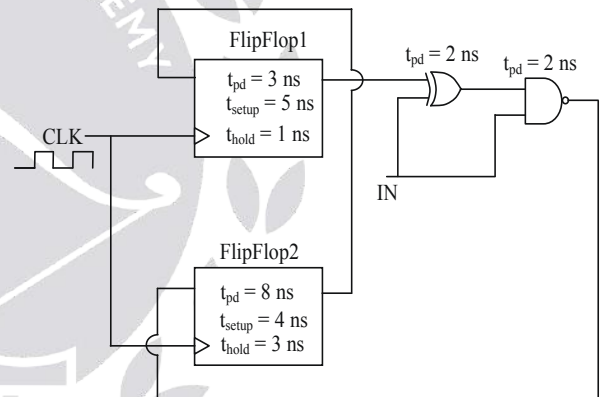 EMY
FlipFlop1
t_pd = 3 ns
t_setup = 5 ns
t_hold = 1 ns
t_pd = 2 ns
t_pd = 2 ns
CLK
IN
FlipFlop2
t_pd = 8 ns
t_setup = 4 ns
t_hold = 3 ns